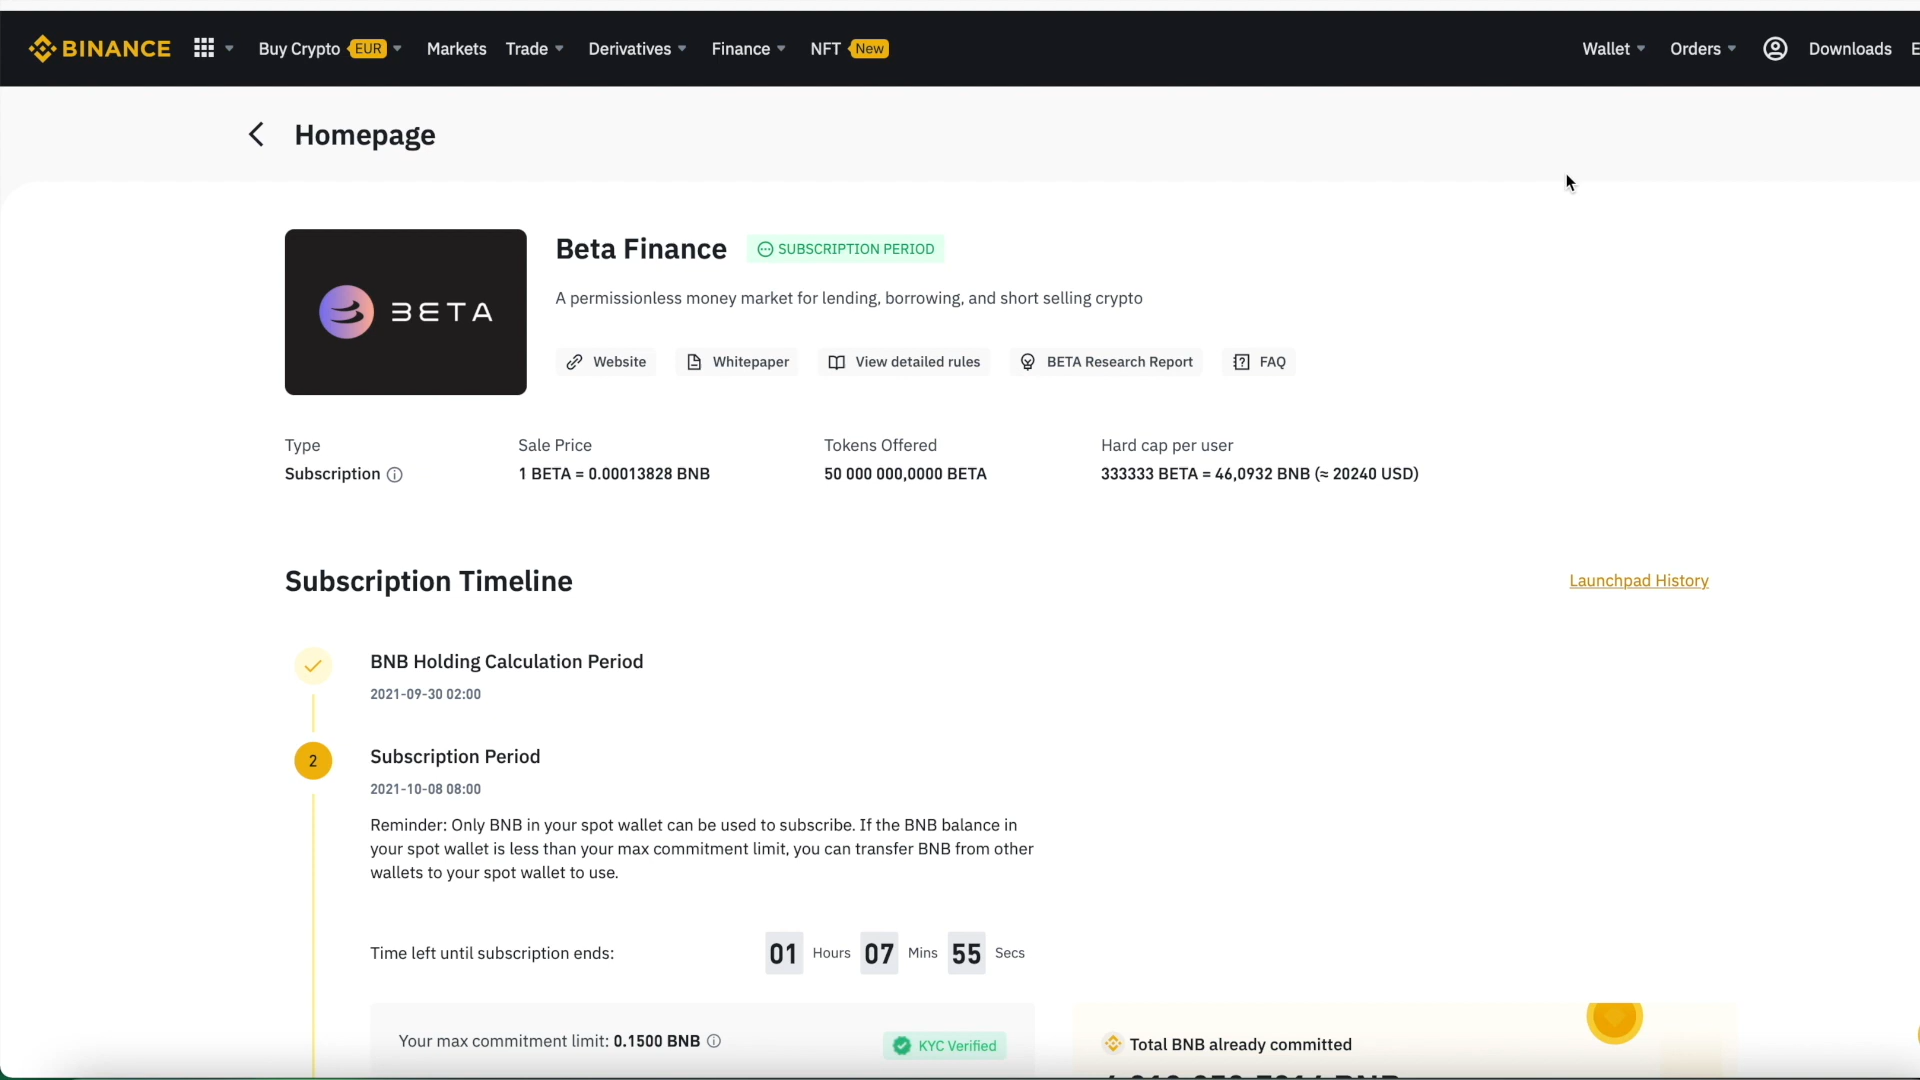 BINANCE Buy Crypto EUR Markets Trade Derivatives Finance NFT New Wallet Orders Downloads
Homepage
BETA
Beta Finance SUBSCRIPTION PERIOD
A permissionless money market for lending, borrowing, and short selling crypto
Website Whitepaper View detailed rules BETA Research Report FAQ
Type Sale Price Tokens Offered Hard cap per user
Subscription 1 BETA = 0.00013828 BNB 50 000 000,0000 BETA 333333 BETA = 46,0932 BNB (≈ 20240 USD)
Subscription Timeline Launchpad History
BNB Holding Calculation Period
2021-09-30 02:00
2 Subscription Period
2021-10-08 08:00
Reminder: Only BNB in your spot wallet can be used to subscribe. If the BNB balance in
your spot wallet is less than your max commitment limit, you can transfer BNB from other
wallets to your spot wallet to use.
Time left until subscription ends: 01 Hours 07 Mins 55 Secs
Your max commitment limit: 0.1500 BNB KYC Verified Total BNB already committed